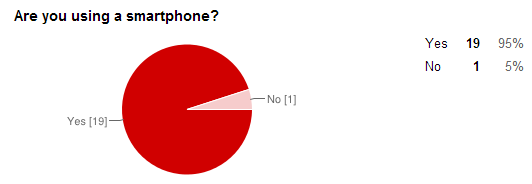 Are you using a smartphone?
Yes 19 95%
No 1 5%
No [1]
Yes [19]